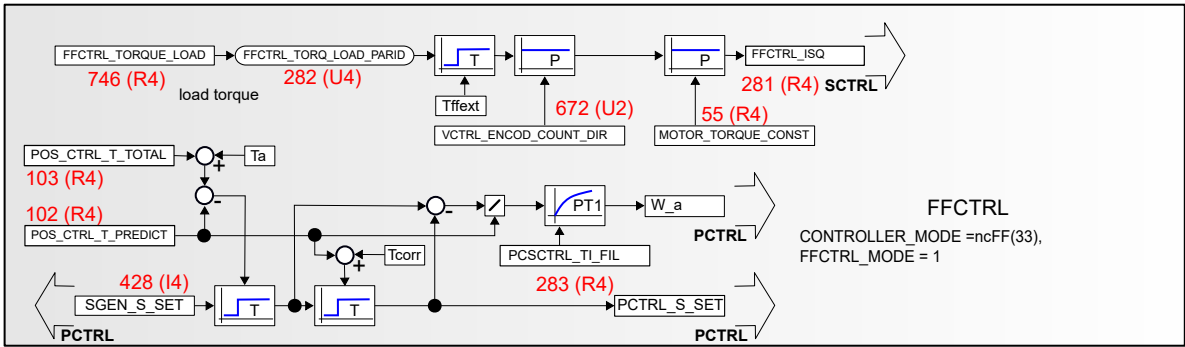 FFCTRL_TORQUE_LOAD
FFCTRL_TORQ_LOAD_PARID
T
P
P
FFCTRL_ISQ
746 (R4)
282 (U4)
281 (R4)
SCTRL
load torque
Tffext
672 (U2)
55 (R4)
VCTRL_ENCOD_COUNT_DIR
MOTOR_TORQUE_CONST
POS_CTRL_T_TOTAL
+
Ta
103 (R4)
-
102 (R4)
POS_CTRL_T_PREDICT
-
PT1
W_a
PCTRL
FFCTRL
CONTROLLER_MODE =ncFF(33),
FFCTRL_MODE = 1
+
Tcorr
PCSCTRL_TI_FIL
428 (I4)
283 (R4)
SGEN_S_SET
T
T
PCTRL_S_SET
PCTRL
PCTRL